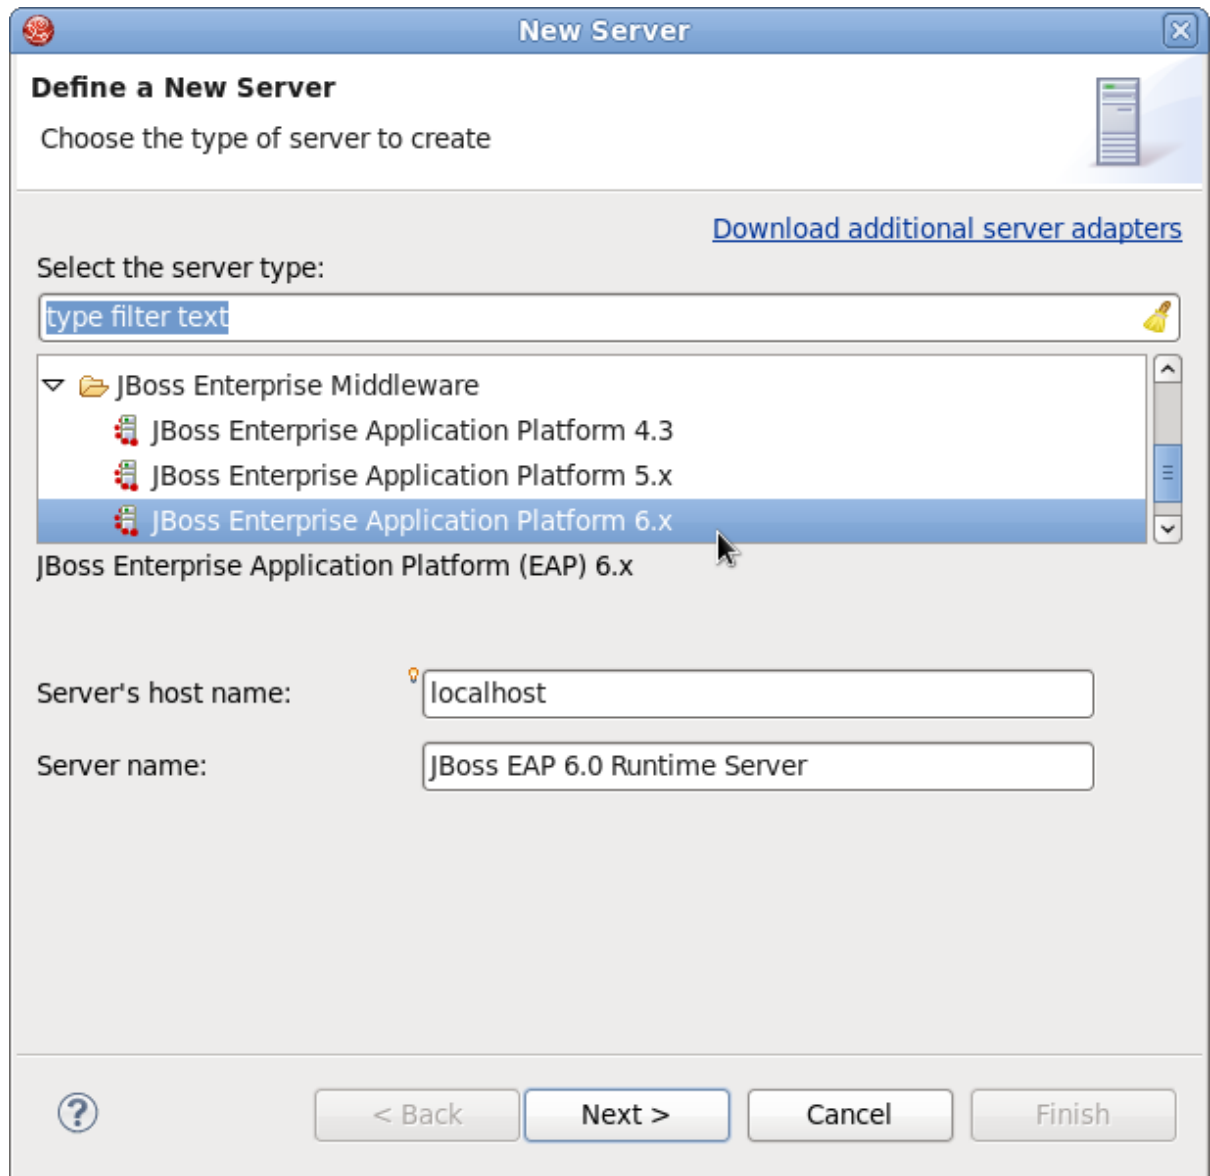 New Server
Define a New Server
Choose the type of server to create
Download additional server adapters
Select the server type:
type filter text
JBoss Enterprise Middleware
JBoss Enterprise Application Platform 4.3
JBoss Enterprise Application Platform 5.x
JBoss Enterprise Application Platform 6.x
JBoss Enterprise Application Platform (EAP) 6.x
Server's host name: localhost
Server name: JBoss EAP 6.0 Runtime Server
? < Back Next > Cancel Finish